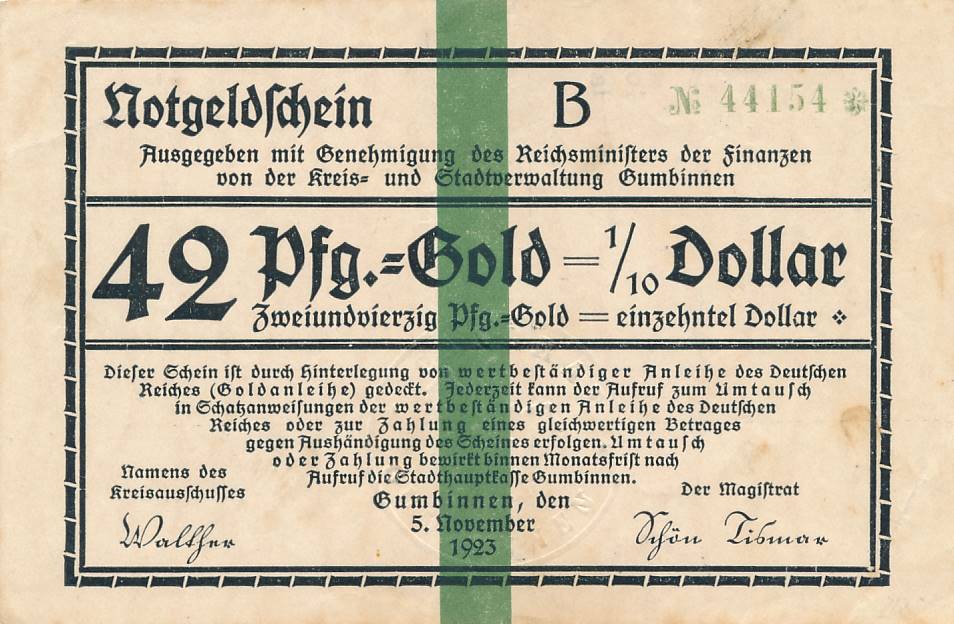 Notgeldschein B № 44154 ❇
Ausgegeben mit Genehmigung des Reichsministers der Finanzen
von der Kreis= und Stadtverwaltung Gumbinnen
42 Pfg.=Gold = 1/10 Dollar
Zweiundvierzig Pfg.=Gold = einzehntel Dollar
Dieser Schein ist durch Hinterlegung von wertbeständiger Anleihe des Deutschen
Reiches (Goldanleihe) gedeckt. Jederzeit kann der Aufruf zum Umtausch
in Schatzanweisungen der wertbeständigen Anleihe des Deutschen
Reiches oder zur Zahlung eines gleichwertigen Betrages
gegen Aushändigung des Scheines erfolgen. Umtausch
oder Zahlung bewirkt binnen Monatsfrist nach
Aufruf die Stadthauptkasse Gumbinnen.
Gumbinnen, den
5. November
1923
Namens des
Kreisausschusses
Walther
Der Magistrat
Schön Tismar